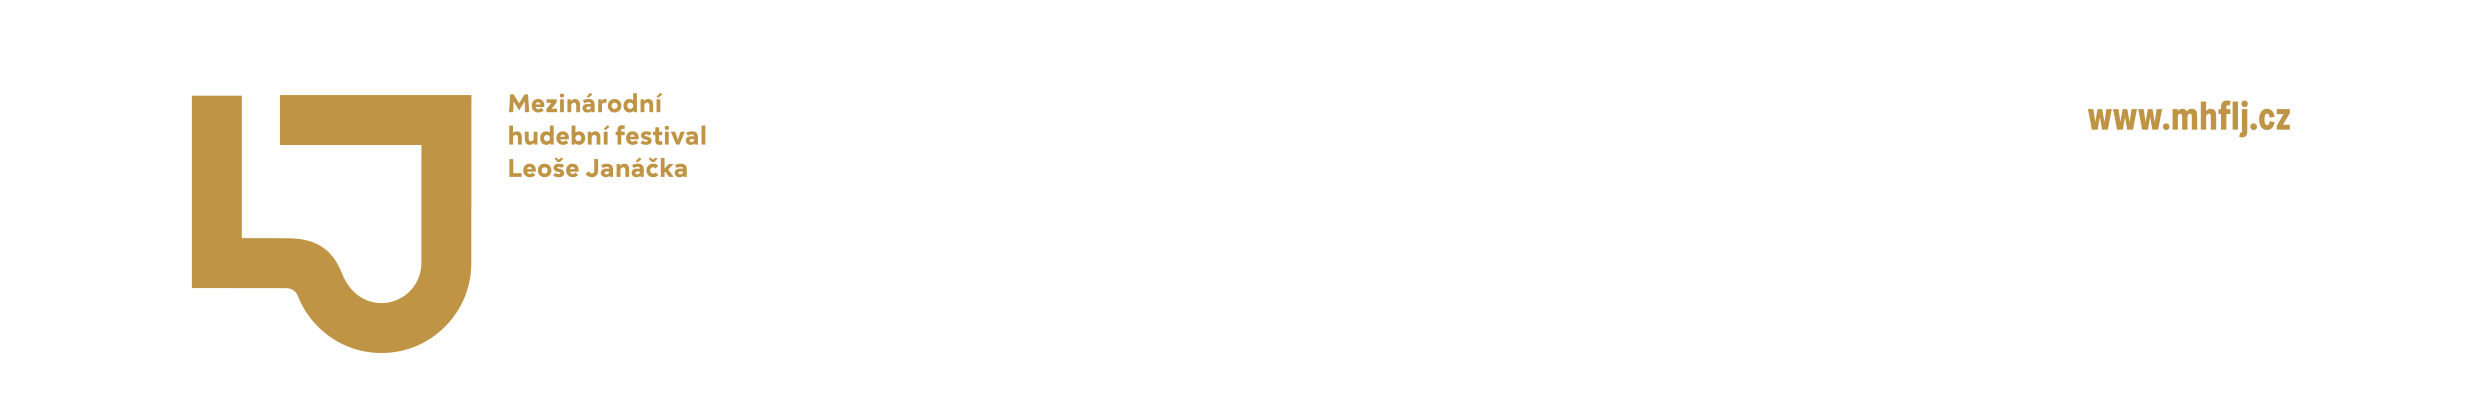 Mezinárodní
hudební festival
Leoše Janáčka
www.mhflj.cz